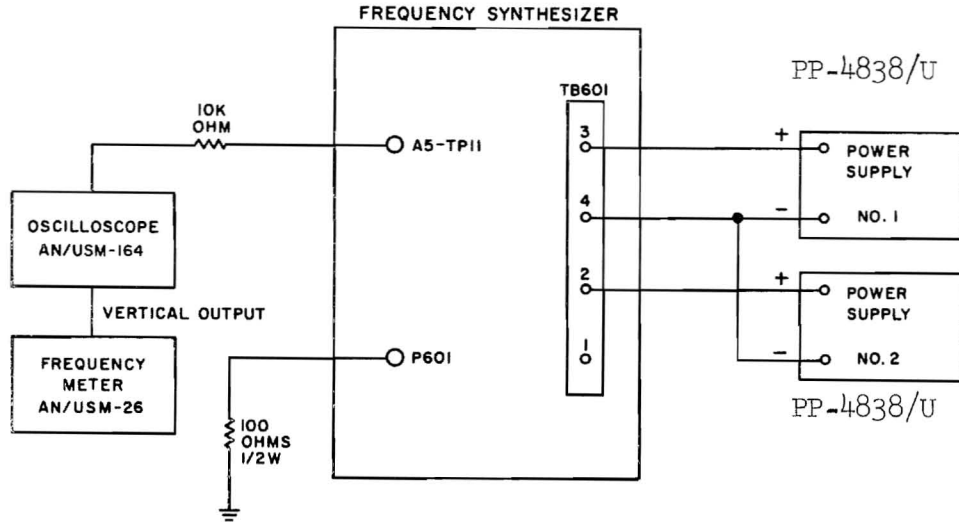 FREQUENCY SYNTHESIZER
PP-4838/U
TB601
10K
OHM
3
A5-TP11
+
POWER
SUPPLY
4
-
NO. 1
OSCILLOSCOPE
AN/USM-164
2
+
POWER
SUPPLY
VERTICAL OUTPUT
1
-
NO. 2
P601
FREQUENCY
METER
AN/USM-26
PP-4838/U
100
OHMS
1/2W